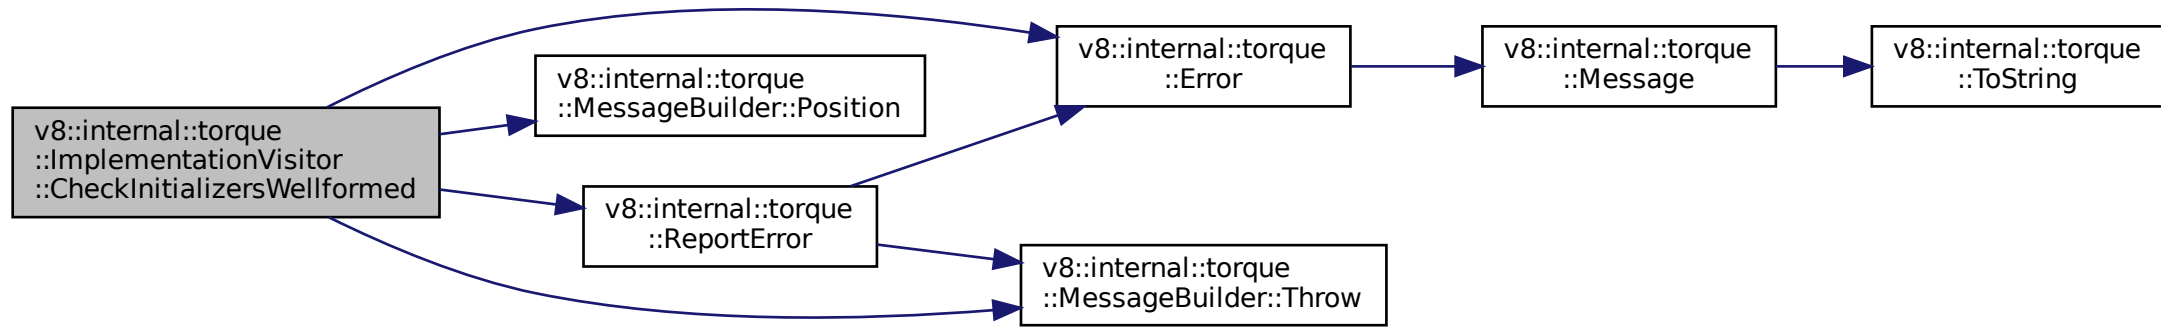 v8::internal::torque
::ImplementationVisitor
::CheckInitializersWellformed
v8::internal::torque
::MessageBuilder::Position
v8::internal::torque
::ReportError
v8::internal::torque
::Error
v8::internal::torque
::MessageBuilder::Throw
v8::internal::torque
::Message
v8::internal::torque
::ToString